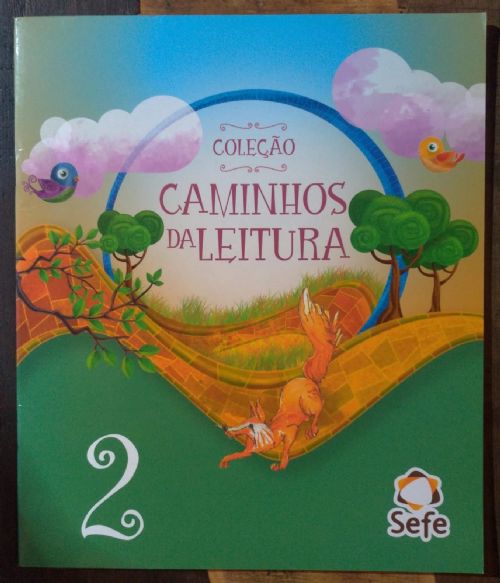 COLEÇÃO
CAMINHOS
DA LEITURA
2
Sefe